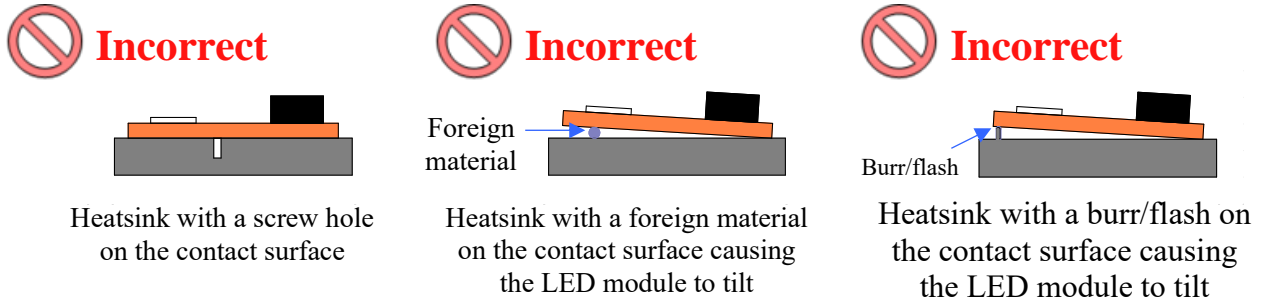 Incorrect
Heatsink with a screw hole
on the contact surface
Incorrect
Foreign
material
Heatsink with a foreign material
on the contact surface causing
the LED module to tilt
Incorrect
Burr/flash
Heatsink with a burr/flash on
the contact surface causing
the LED module to tilt